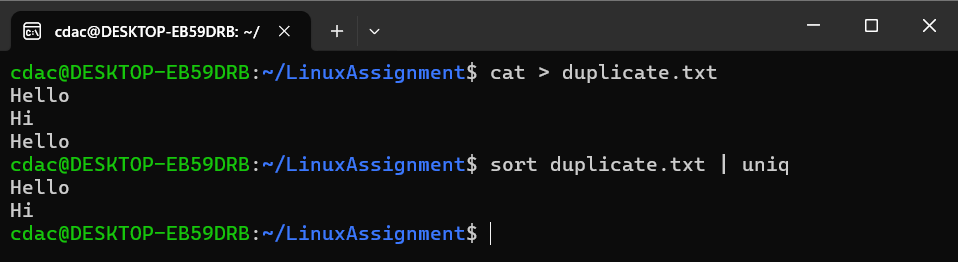 cdac@DESKTOP-EB59DRB: ~/
cdac@DESKTOP-EB59DRB:~/LinuxAssignment$ cat > duplicate.txt
Hello
Hi
Hello
cdac@DESKTOP-EB59DRB:~/LinuxAssignment$ sort duplicate.txt | uniq
Hello
Hi
cdac@DESKTOP-EB59DRB:~/LinuxAssignment$